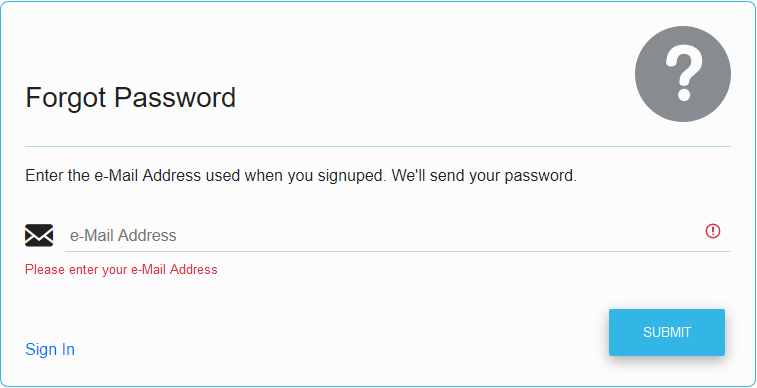 Forgot Password
Enter the e-Mail Address used when you signuped. We'll send your password.
e-Mail Address
Please enter your e-Mail Address
SUBMIT
Sign In